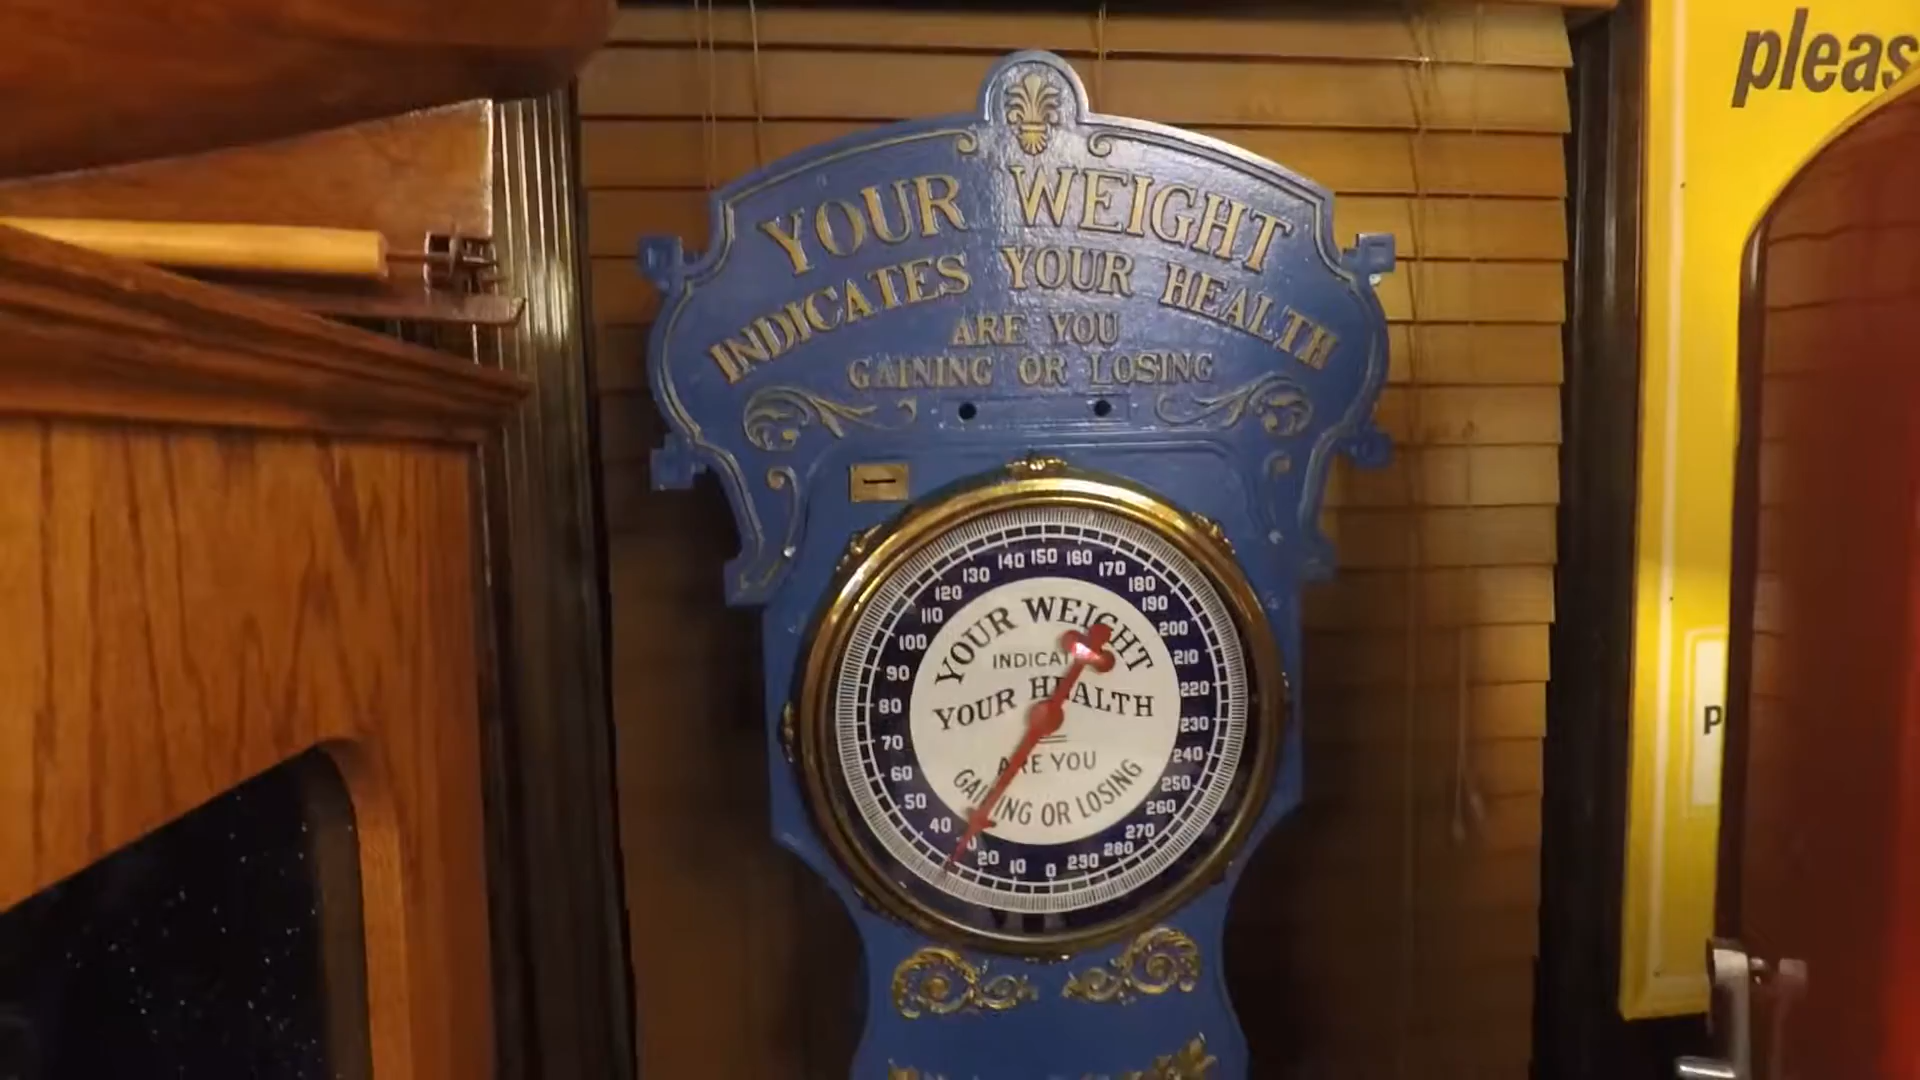 pleas
YOUR WEIGHT
INDICATES YOUR HEALTH
ARE YOU
GAINING OR LOSING
140 150 160
130 170
120 180
110 190
100 200
90 210
80 220
70 230
60 240
50 250
40 260
270
20 10 0 290 280
YOUR WEIGHT
INDICAT
YOUR HEALTH
ARE YOU
GAINING OR LOSING
p